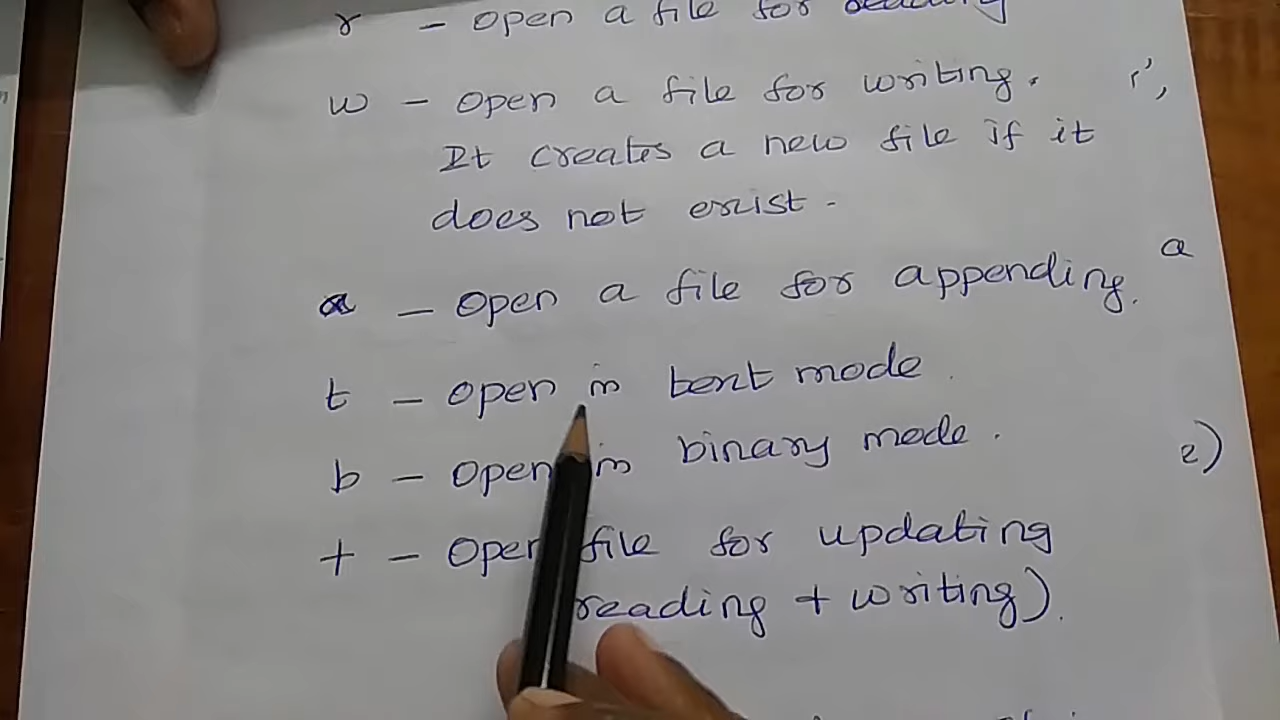 r - open a file for reading
w - open a file for writing. r',
It creates a new file if it
does not exist.
a - open a file for appending. a
t - open in text mode.
b - open in binary mode. 2)
+ - open file for updating
reading + writing).